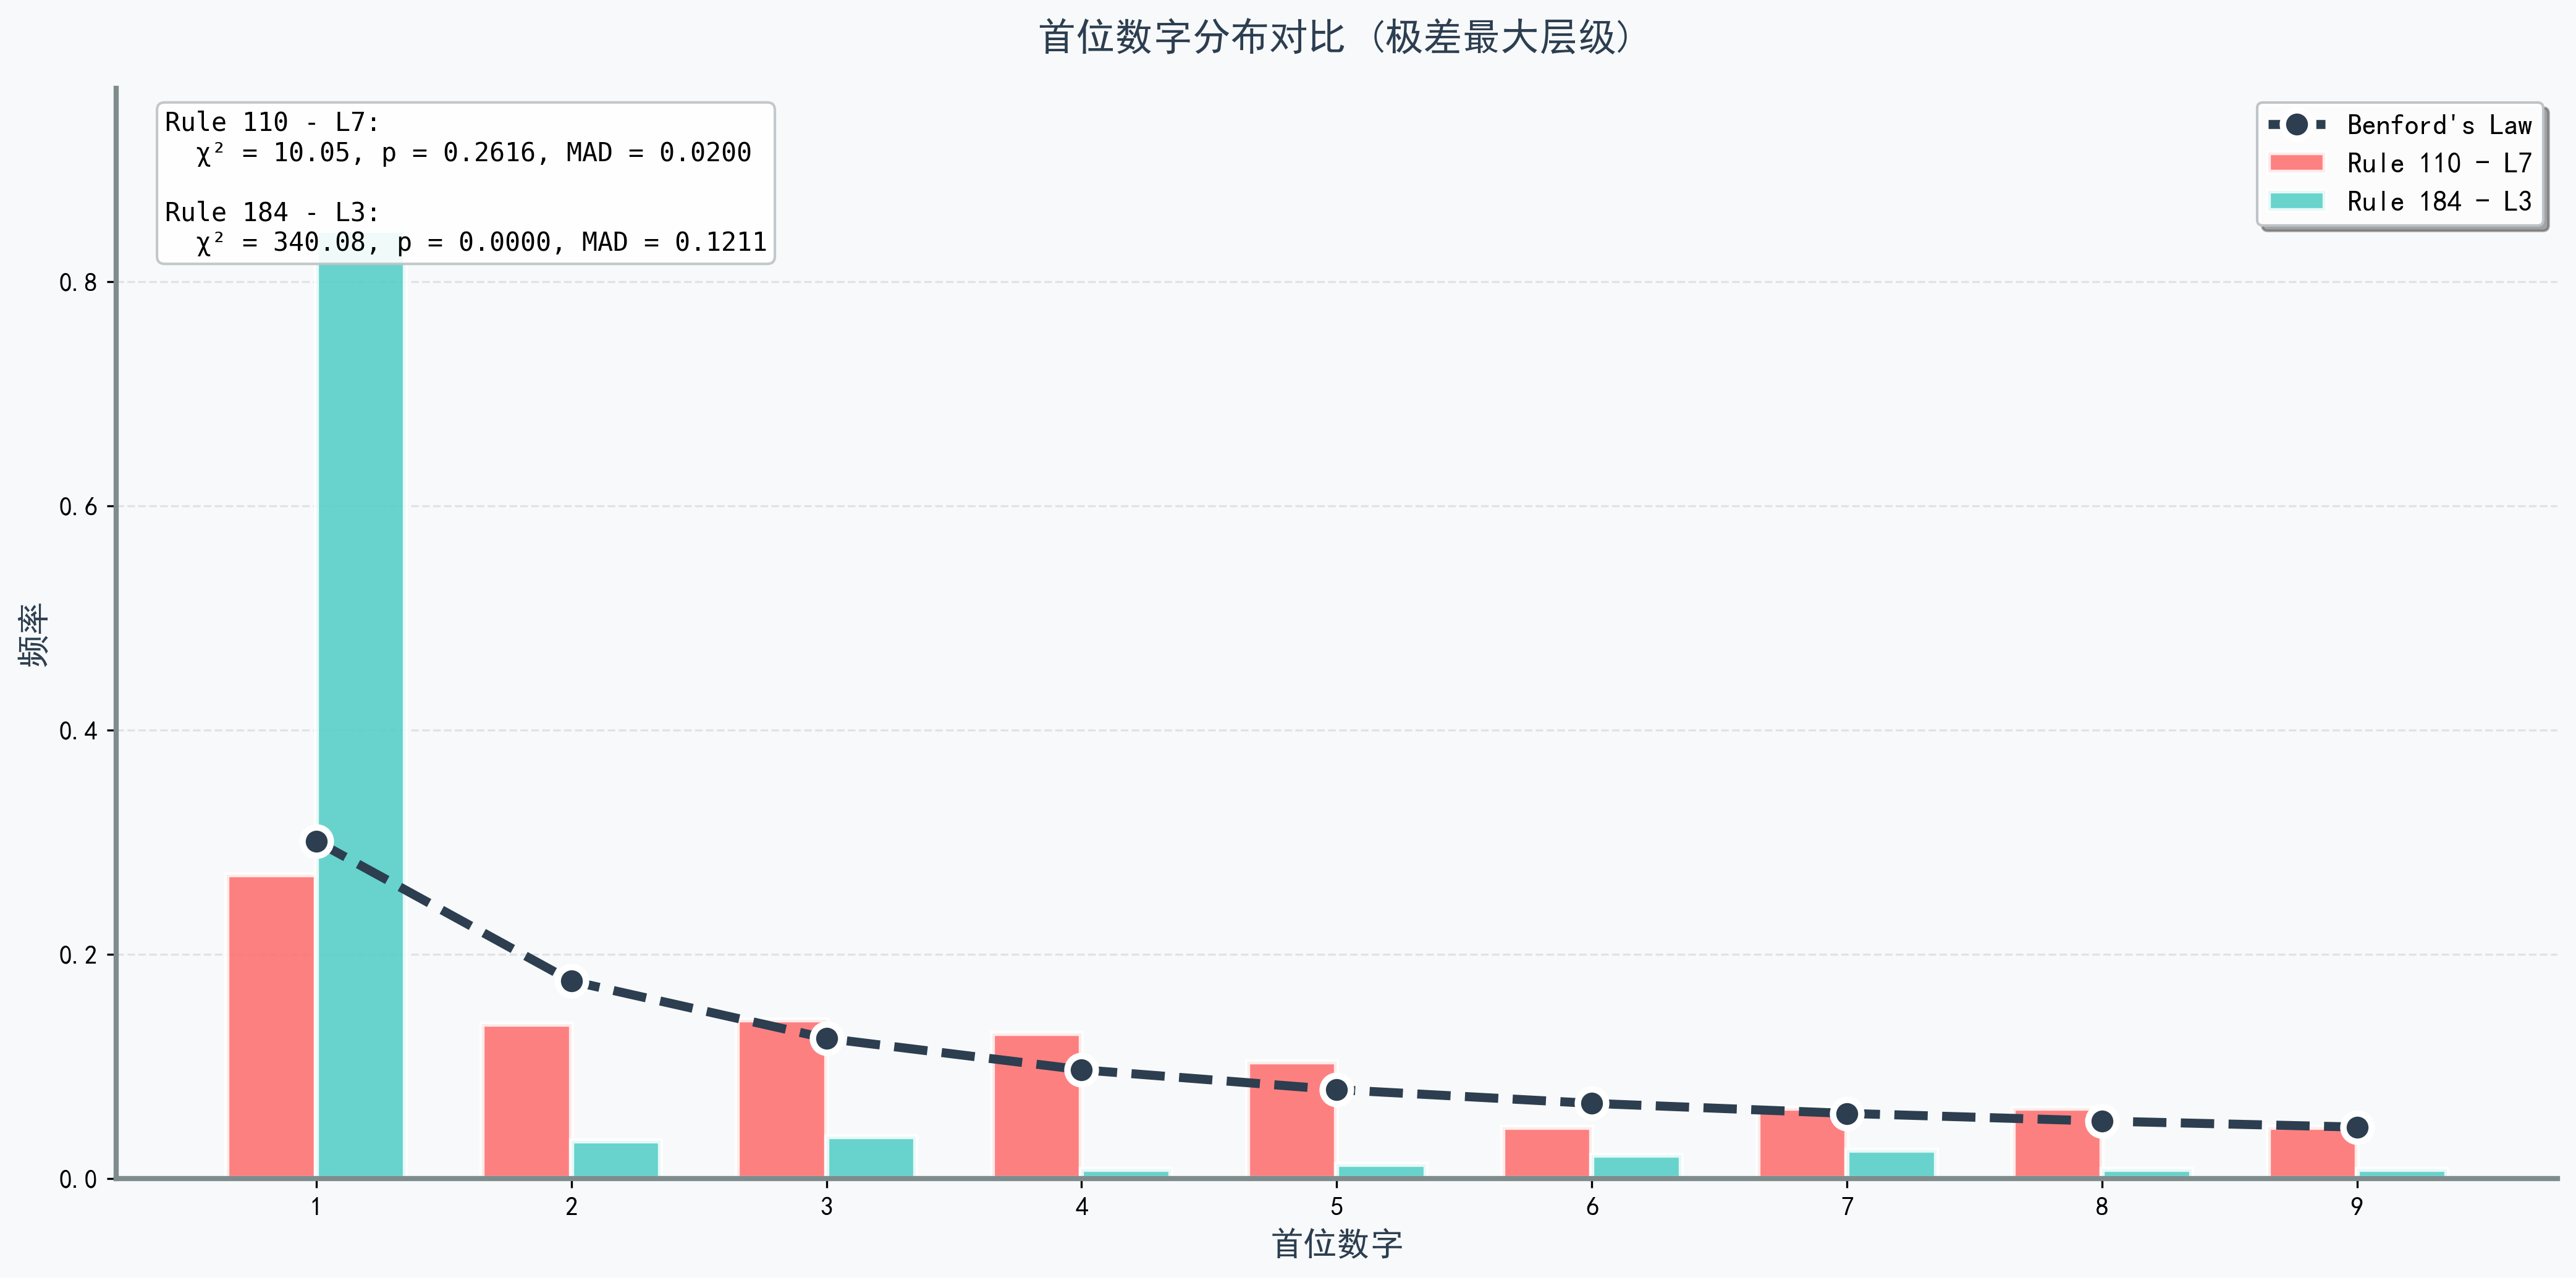 首位数字分布对比 (极差最大层级)
Rule 110 - L7:
χ² = 10.05, p = 0.2616, MAD = 0.0200
Rule 184 - L3:
χ² = 340.08, p = 0.0000, MAD = 0.1211
Benford's Law
Rule 110 - L7
Rule 184 - L3
频率
0.8
0.6
0.4
0.2
0.0
1 2 3 4 5 6 7 8 9
首位数字